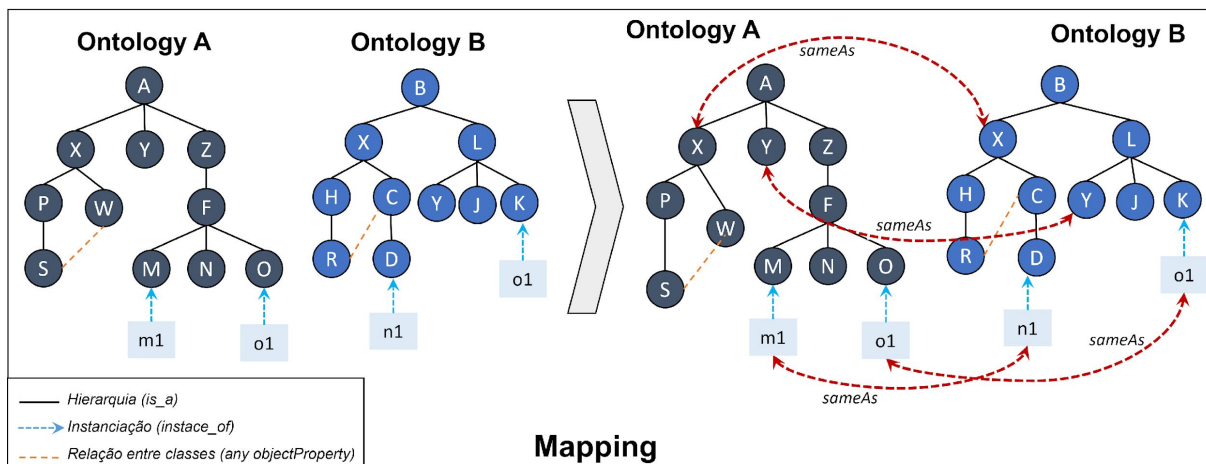 Ontology A
Ontology B
A
B
X
Y
Z
X
L
P
W
F
H
C
Y
J
K
S
M
N
O
R
D
o1
m1
o1
n1
Ontology A
Ontology B
sameAs
A
B
X
Y
Z
X
L
P
W
F
H
C
Y
J
K
sameAs
S
M
N
O
R
D
o1
m1
o1
n1
sameAs
sameAs
Hierarquia (is_a)
Instanciação (instace_of)
Relação entre classes (any objectProperty)
Mapping